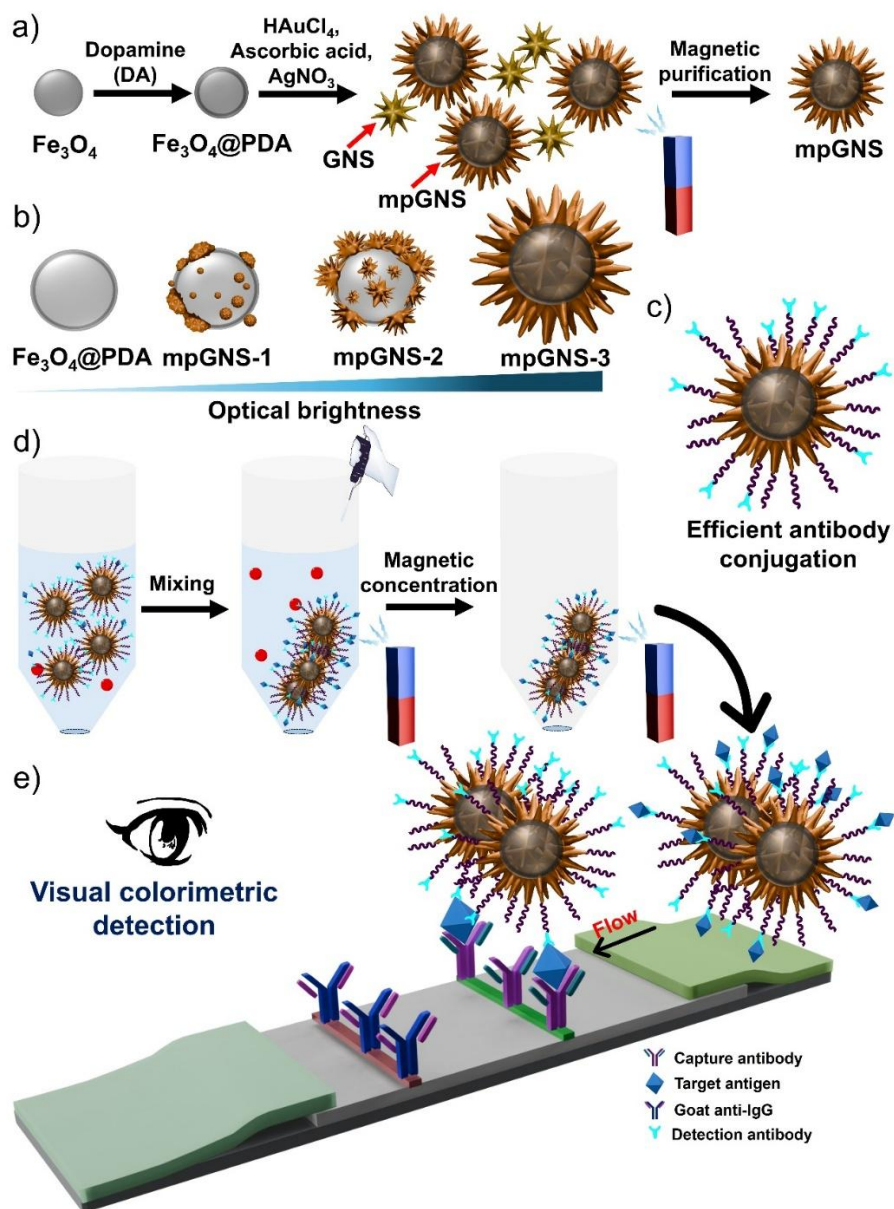 a)
Dopamine
(DA)
HAuCl₄,
Ascorbic acid,
AgNO₃
Magnetic
purification
Fe₃O₄
Fe₃O₄@PDA
GNS
mpGNS
mpGNS
b)
Fe₃O₄@PDA
mpGNS-1
mpGNS-2
mpGNS-3
Optical brightness
c)
Efficient antibody
conjugation
d)
Mixing
Magnetic
concentration
e)
Visual colorimetric
detection
Flow
Capture antibody
Target antigen
Goat anti-IgG
Detection antibody